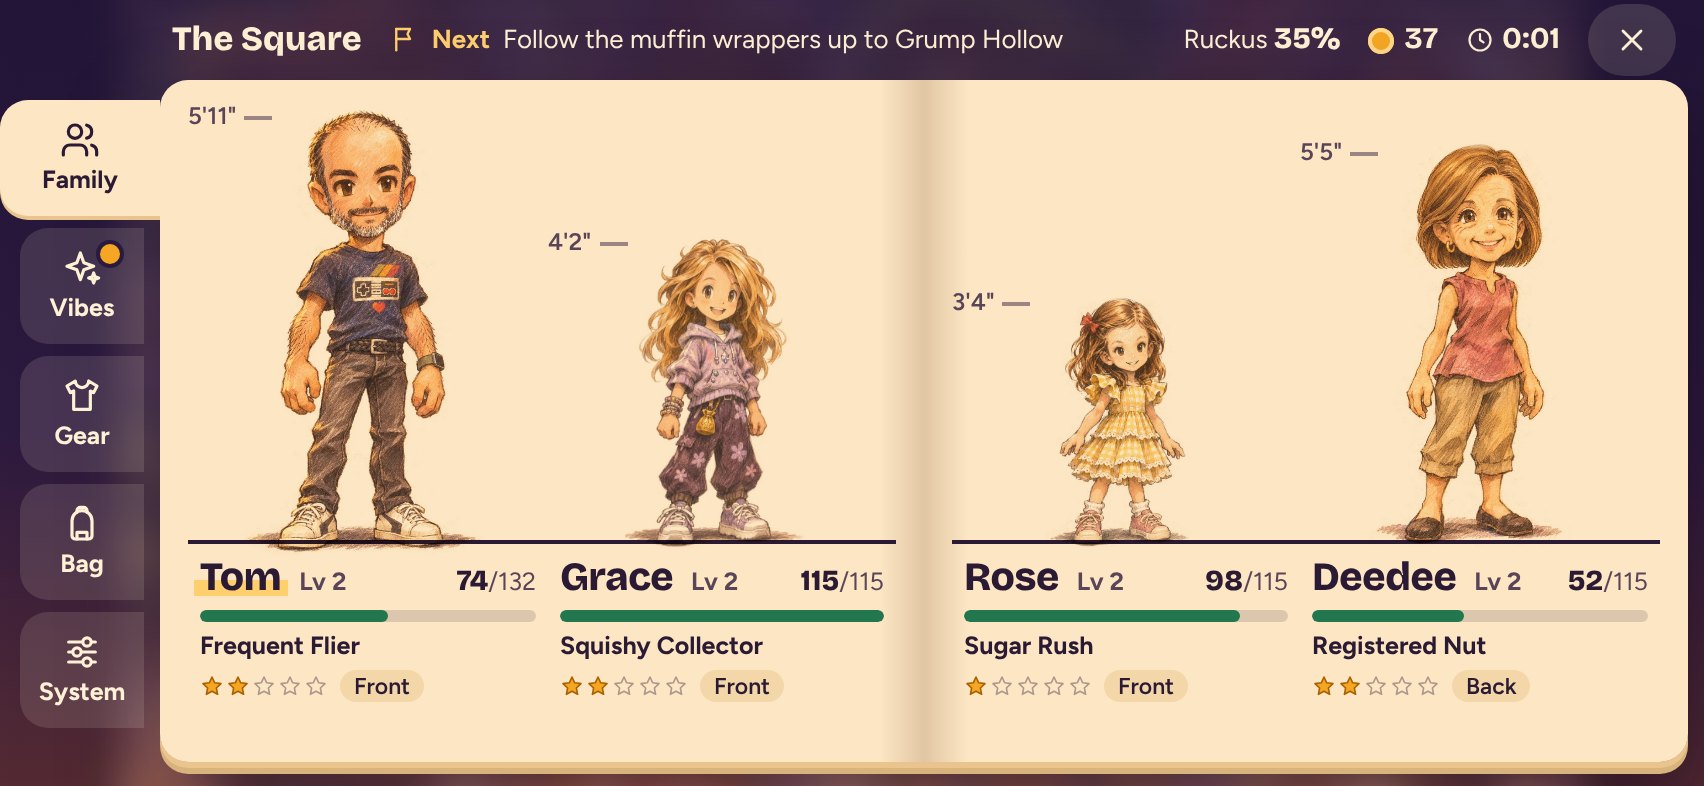 The Square Next Follow the muffin wrappers up to Grump Hollow Ruckus 35% 37 0:01
Family
Vibes
Gear
Bag
System
5'11"
4'2"
3'4"
5'5"
Tom Lv 2 74/132
Frequent Flier
Front
Grace Lv 2 115/115
Squishy Collector
Front
Rose Lv 2 98/115
Sugar Rush
Front
Deedee Lv 2 52/115
Registered Nut
Back